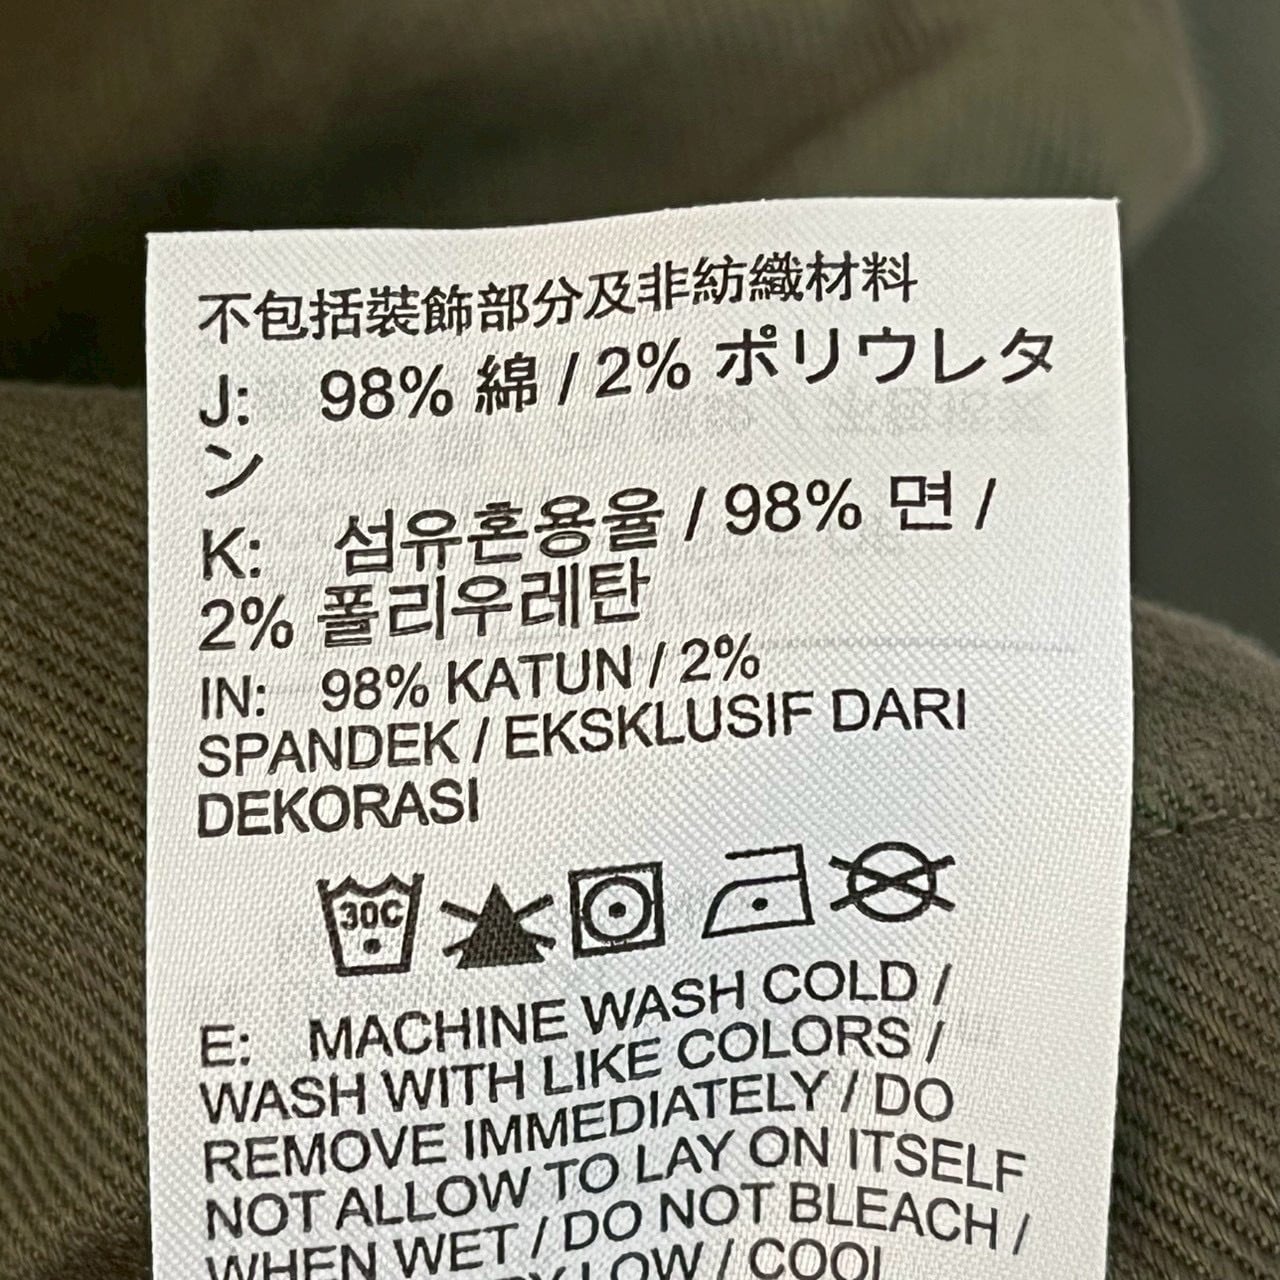 不包括裝飾部分及非紡織材料
J: 98% 綿 / 2% ポリウレタ
ン
K: 섬유혼용율 / 98% 면 /
2% 폴리우레탄
IN: 98% KATUN / 2%
SPANDEK / EKSKLUSIF DARI
DEKORASI
30C
E: MACHINE WASH COLD /
WASH WITH LIKE COLORS /
REMOVE IMMEDIATELY / DO
NOT ALLOW TO LAY ON ITSELF
WHEN WET / DO NOT BLEACH /
LOW / COOL